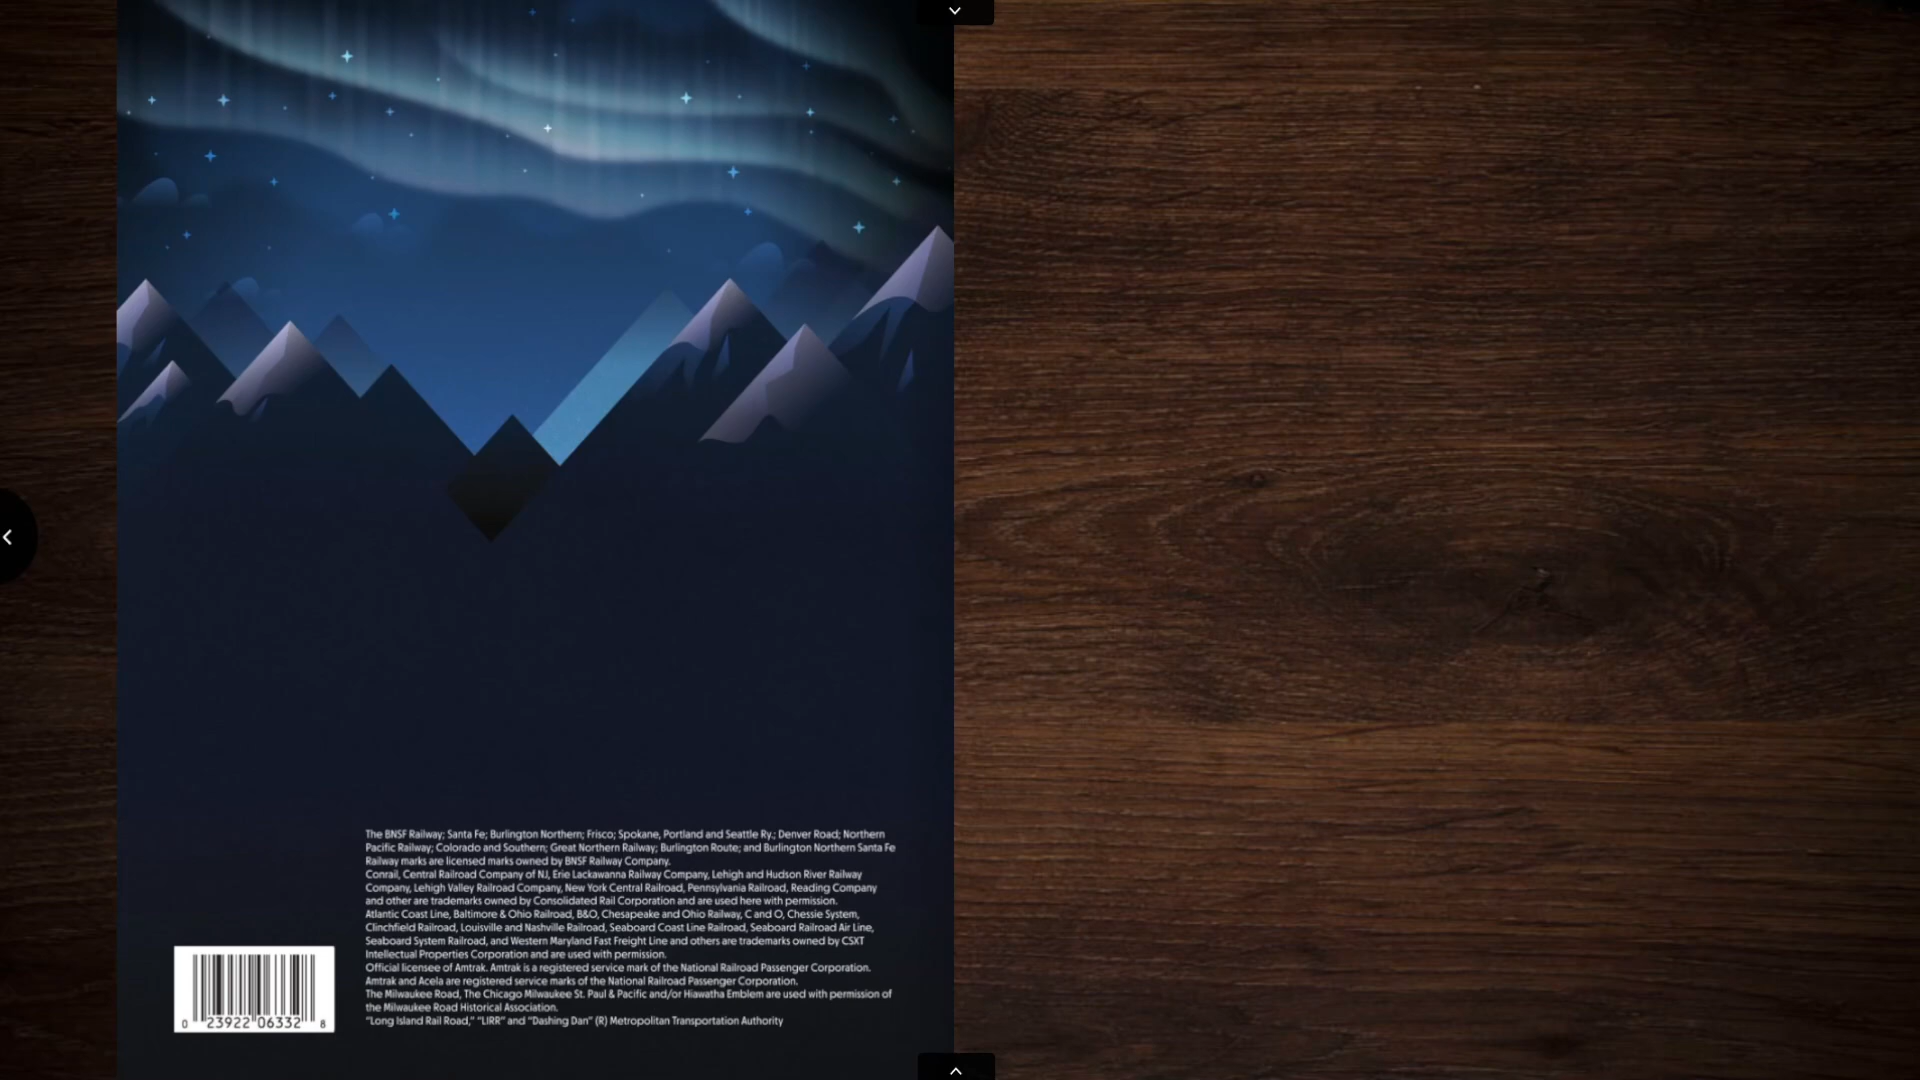 The BNSF Railway; Santa Fe; Burlington Northern; Frisco; Spokane, Portland and Seattle Ry.; Denver Road; Northern
Pacific Railway; Colorado and Southern; Great Northern Railway; Burlington Route; and Burlington Northern Santa Fe
Railway marks are licensed marks owned by BNSF Railway Company.
Conrail, Central Railroad Company of NJ, Erie Lackawanna Railway Company, Lehigh and Hudson River Railway
Company, Lehigh Valley Railroad Company, New York Central Railroad, Pennsylvania Railroad, Reading Company
and other are trademarks owned by Consolidated Rail Corporation and are used here with permission.
Atlantic Coast Line, Baltimore & Ohio Railroad, B&O, Chesapeake and Ohio Railway, C and O, Chessie System,
Clinchfield Railroad, Louisville and Nashville Railroad, Seaboard Coast Line Railroad, Seaboard Railroad Air Line,
Seaboard System Railroad, and Western Maryland Fast Freight Line and others are trademarks owned by CSXT
Intellectual Properties Corporation and are used with permission.
Official licensee of Amtrak. Amtrak is a registered service mark of the National Railroad Passenger Corporation.
Amtrak and Acela are registered service marks of the National Railroad Passenger Corporation.
The Milwaukee Road, The Chicago Milwaukee St. Paul & Pacific and/or Hiawatha Emblem are used with permission of
the Milwaukee Road Historical Association.
"Long Island Rail Road," "LIRR" and "Dashing Dan" (R) Metropolitan Transportation Authority
0 23922 06332 8